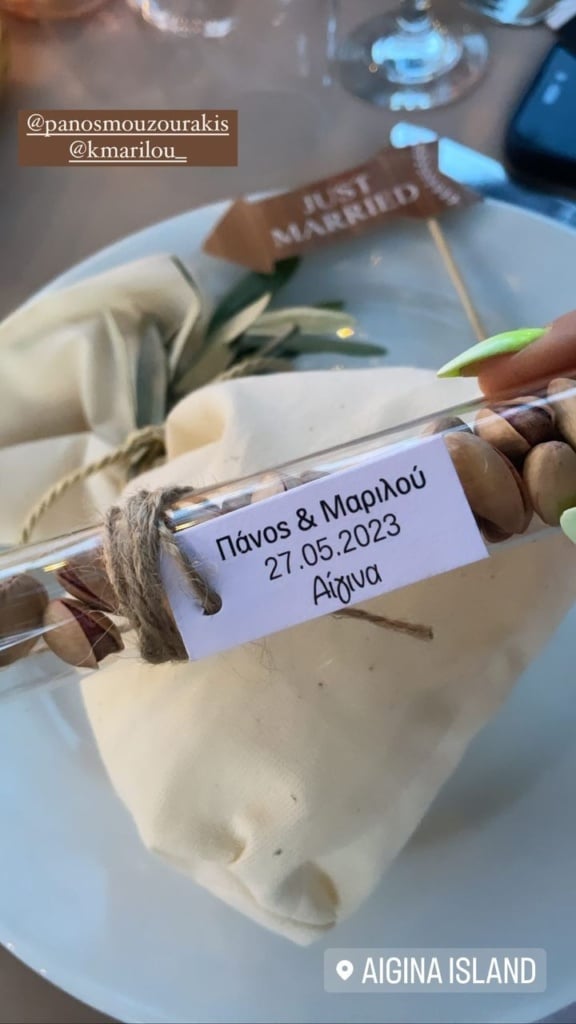 @panosmouzourakis
@kmarilou_
JUST
MARRIED
Πάνος & Μαριλού
27.05.2023
Αίγινα
AIGINA ISLAND